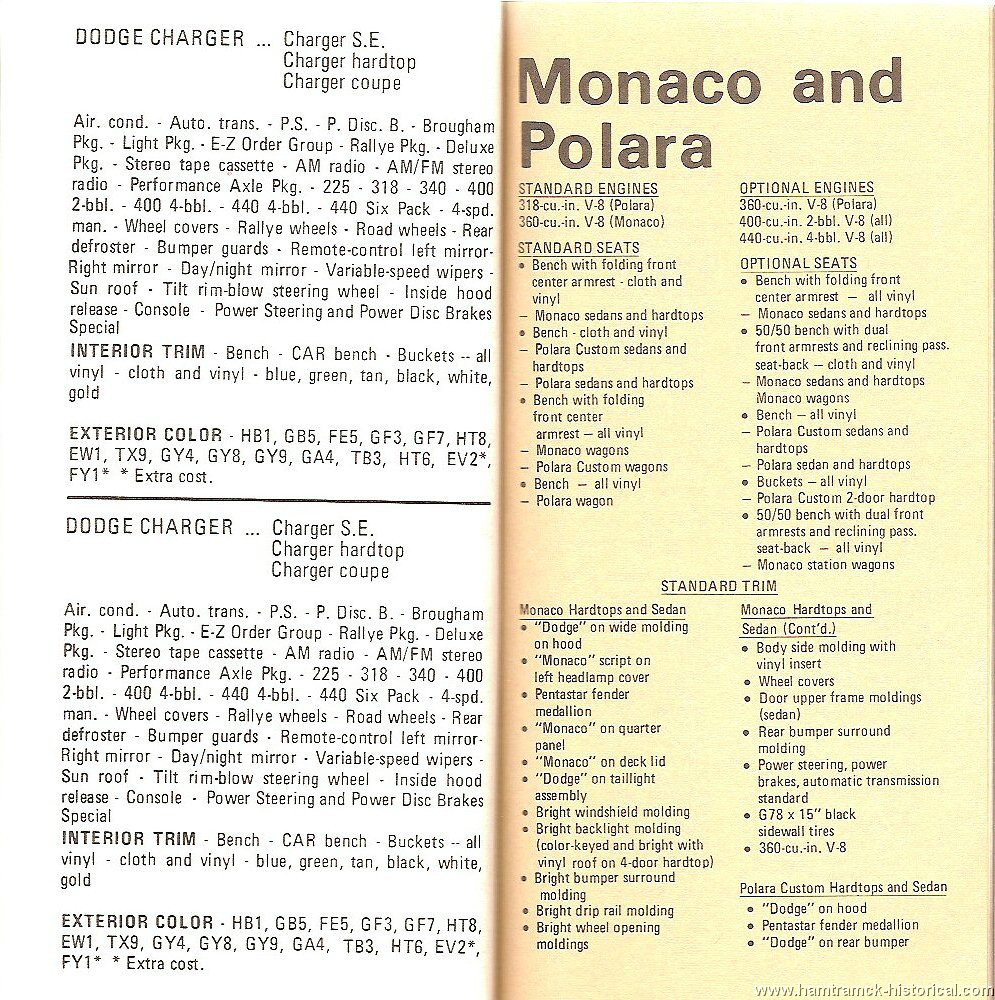 DODGE CHARGER ... Charger S.E.
Charger hardtop
Charger coupe
Air. cond. - Auto. trans. - P.S. - P. Disc. B. - Brougham
Pkg. - Light Pkg. - E-Z Order Group - Rallye Pkg. - Deluxe
Pkg. - Stereo tape cassette - AM radio - AM/FM stereo
radio - Performance Axle Pkg. - 225 - 318 - 340 - 400
2-bbl. - 400 4-bbl. - 440 4-bbl. - 440 Six Pack - 4-spd.
man. - Wheel covers - Rallye wheels - Road wheels - Rear
defroster - Bumper guards - Remote-control left mirror-
Right mirror - Day/night mirror - Variable-speed wipers -
Sun roof - Tilt rim-blow steering wheel - Inside hood
release - Console - Power Steering and Power Disc Brakes
Special
INTERIOR TRIM - Bench - CAR bench - Buckets -- all
vinyl - cloth and vinyl - blue, green, tan, black, white,
gold
EXTERIOR COLOR - HB1, GB5, FE5, GF3, GF7, HT8,
EW1, TX9, GY4, GY8, GY9, GA4, TB3, HT6, EV2*,
FY1* * Extra cost.
DODGE CHARGER ... Charger S.E.
Charger hardtop
Charger coupe
Air. cond. - Auto. trans. - P.S. - P. Disc. B. - Brougham
Pkg. - Light Pkg. - E-Z Order Group - Rallye Pkg. - Deluxe
Pkg. - Stereo tape cassette - AM radio - AM/FM stereo
radio - Performance Axle Pkg. - 225 - 318 - 340 - 400
2-bbl. - 400 4-bbl. - 440 4-bbl. - 440 Six Pack - 4-spd.
man. - Wheel covers - Rallye wheels - Road wheels - Rear
defroster - Bumper guards - Remote-control left mirror-
Right mirror - Day/night mirror - Variable-speed wipers -
Sun roof - Tilt rim-blow steering wheel - Inside hood
release - Console - Power Steering and Power Disc Brakes
Special
INTERIOR TRIM - Bench - CAR bench - Buckets -- all
vinyl - cloth and vinyl - blue, green, tan, black, white,
gold
EXTERIOR COLOR - HB1, GB5, FE5, GF3, GF7, HT8,
EW1, TX9, GY4, GY8, GY9, GA4, TB3, HT6, EV2*,
FY1* * Extra cost.
Monaco and
Polara
STANDARD ENGINES
318-cu.-in. V-8 (Polara)
360-cu.-in. V-8 (Monaco)
STANDARD SEATS
• Bench with folding front
center armrest - cloth and
vinyl
– Monaco sedans and hardtops
• Bench - cloth and vinyl
– Polara Custom sedans and
hardtops
– Polara sedans and hardtops
• Bench with folding
front center
armrest – all vinyl
– Monaco wagons
– Polara Custom wagons
• Bench – all vinyl
– Polara wagon
OPTIONAL ENGINES
360-cu.-in. V-8 (Polara)
400-cu.-in. 2-bbl. V-8 (all)
440-cu.-in. 4-bbl. V-8 (all)
OPTIONAL SEATS
• Bench with folding front
center armrest – all vinyl
– Monaco sedans and hardtops
• 50/50 bench with dual
front armrests and reclining pass.
seat-back – cloth and vinyl
– Monaco sedans and hardtops
Monaco wagons
• Bench – all vinyl
– Polara Custom sedans and
hardtops
– Polara sedan and hardtops
• Buckets – all vinyl
– Polara Custom 2-door hardtop
• 50/50 bench with dual front
armrests and reclining pass.
seat-back – all vinyl
– Monaco station wagons
STANDARD TRIM
Monaco Hardtops and Sedan
• "Dodge" on wide molding
on hood
• "Monaco" script on
left headlamp cover
• Pentastar fender
medallion
• "Monaco" on quarter
panel
• "Monaco" on deck lid
• "Dodge" on taillight
assembly
• Bright windshield molding
• Bright backlight molding
(color-keyed and bright with
vinyl roof on 4-door hardtop)
• Bright bumper surround
molding
• Bright drip rail molding
• Bright wheel opening
moldings
Monaco Hardtops and
Sedan (Cont'd.)
• Body side molding with
vinyl insert
• Wheel covers
• Door upper frame moldings
(sedan)
• Rear bumper surround
molding
• Power steering, power
brakes, automatic transmission
standard
• G78 x 15" black
sidewall tires
• 360-cu.-in. V-8
Polara Custom Hardtops and Sedan
• "Dodge" on hood
• Pentastar fender medallion
• "Dodge" on rear bumper
www.hamtramck-historical.com